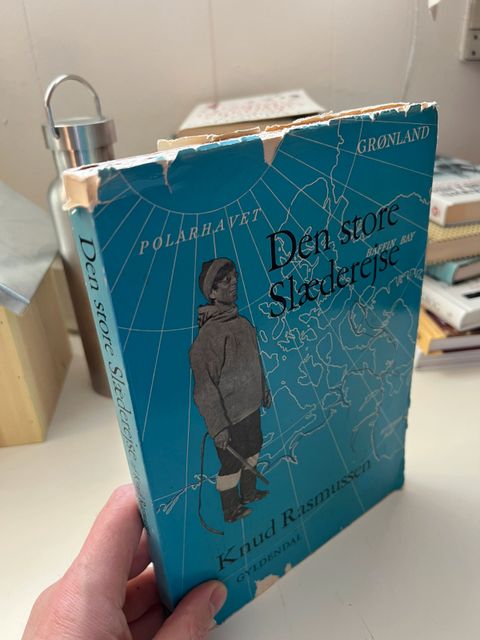 GRØNLAND
POLARHAVET
Den store
BAFFIN BAY
Slæderejse
Knud Rasmussen
GYLDENDAL
Den store Slæderejse